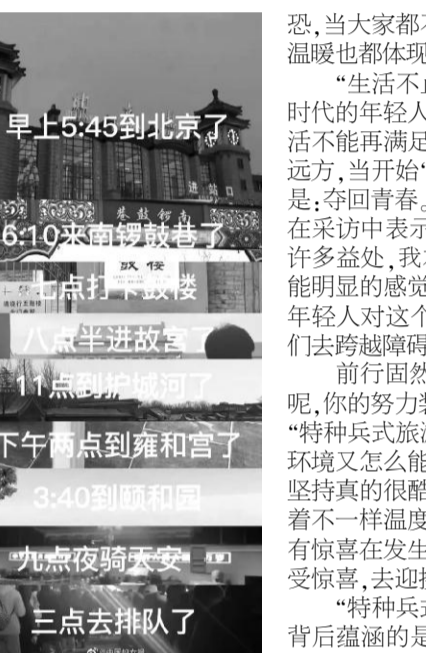 早上5:45到北京了
进站口
南锣鼓巷
6:10来南锣鼓巷了
鼓楼
七点打卡鼓楼
八点半进故宫了
11点到护城河了
下午两点到雍和宫了
3:40到颐和园
九点夜骑天安
三点去排队了
恐,当大家都
温暖也都体现
“生活不
时代的年轻人
活不能再满足
远方,当开始“
是:夺回青春。
在采访中表示
许多益处,我
能明显的感觉
年轻人对这个
们去跨越障碍
前行固然
呢,你的努力
“特种兵式旅
环境又怎么能
坚持真的很酷
着不一样温度
有惊喜在发生
受惊喜,去迎
“特种兵
背后蕴涵的是